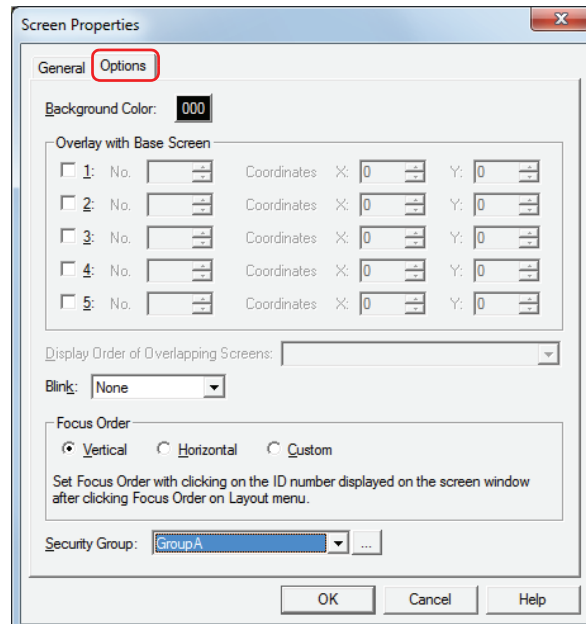 Screen Properties
x
General Options
Background Color: 000
Overlay with Base Screen
1: No. Coordinates X: 0 Y: 0
2: No. Coordinates X: 0 Y: 0
3: No. Coordinates X: 0 Y: 0
4: No. Coordinates X: 0 Y: 0
5: No. Coordinates X: 0 Y: 0
Display Order of Overlapping Screens:
Blink: None
Focus Order
Vertical Horizontal Custom
Set Focus Order with clicking on the ID number displayed on the screen window
after clicking Focus Order on Layout menu.
Security Group: GroupA ...
OK Cancel Help